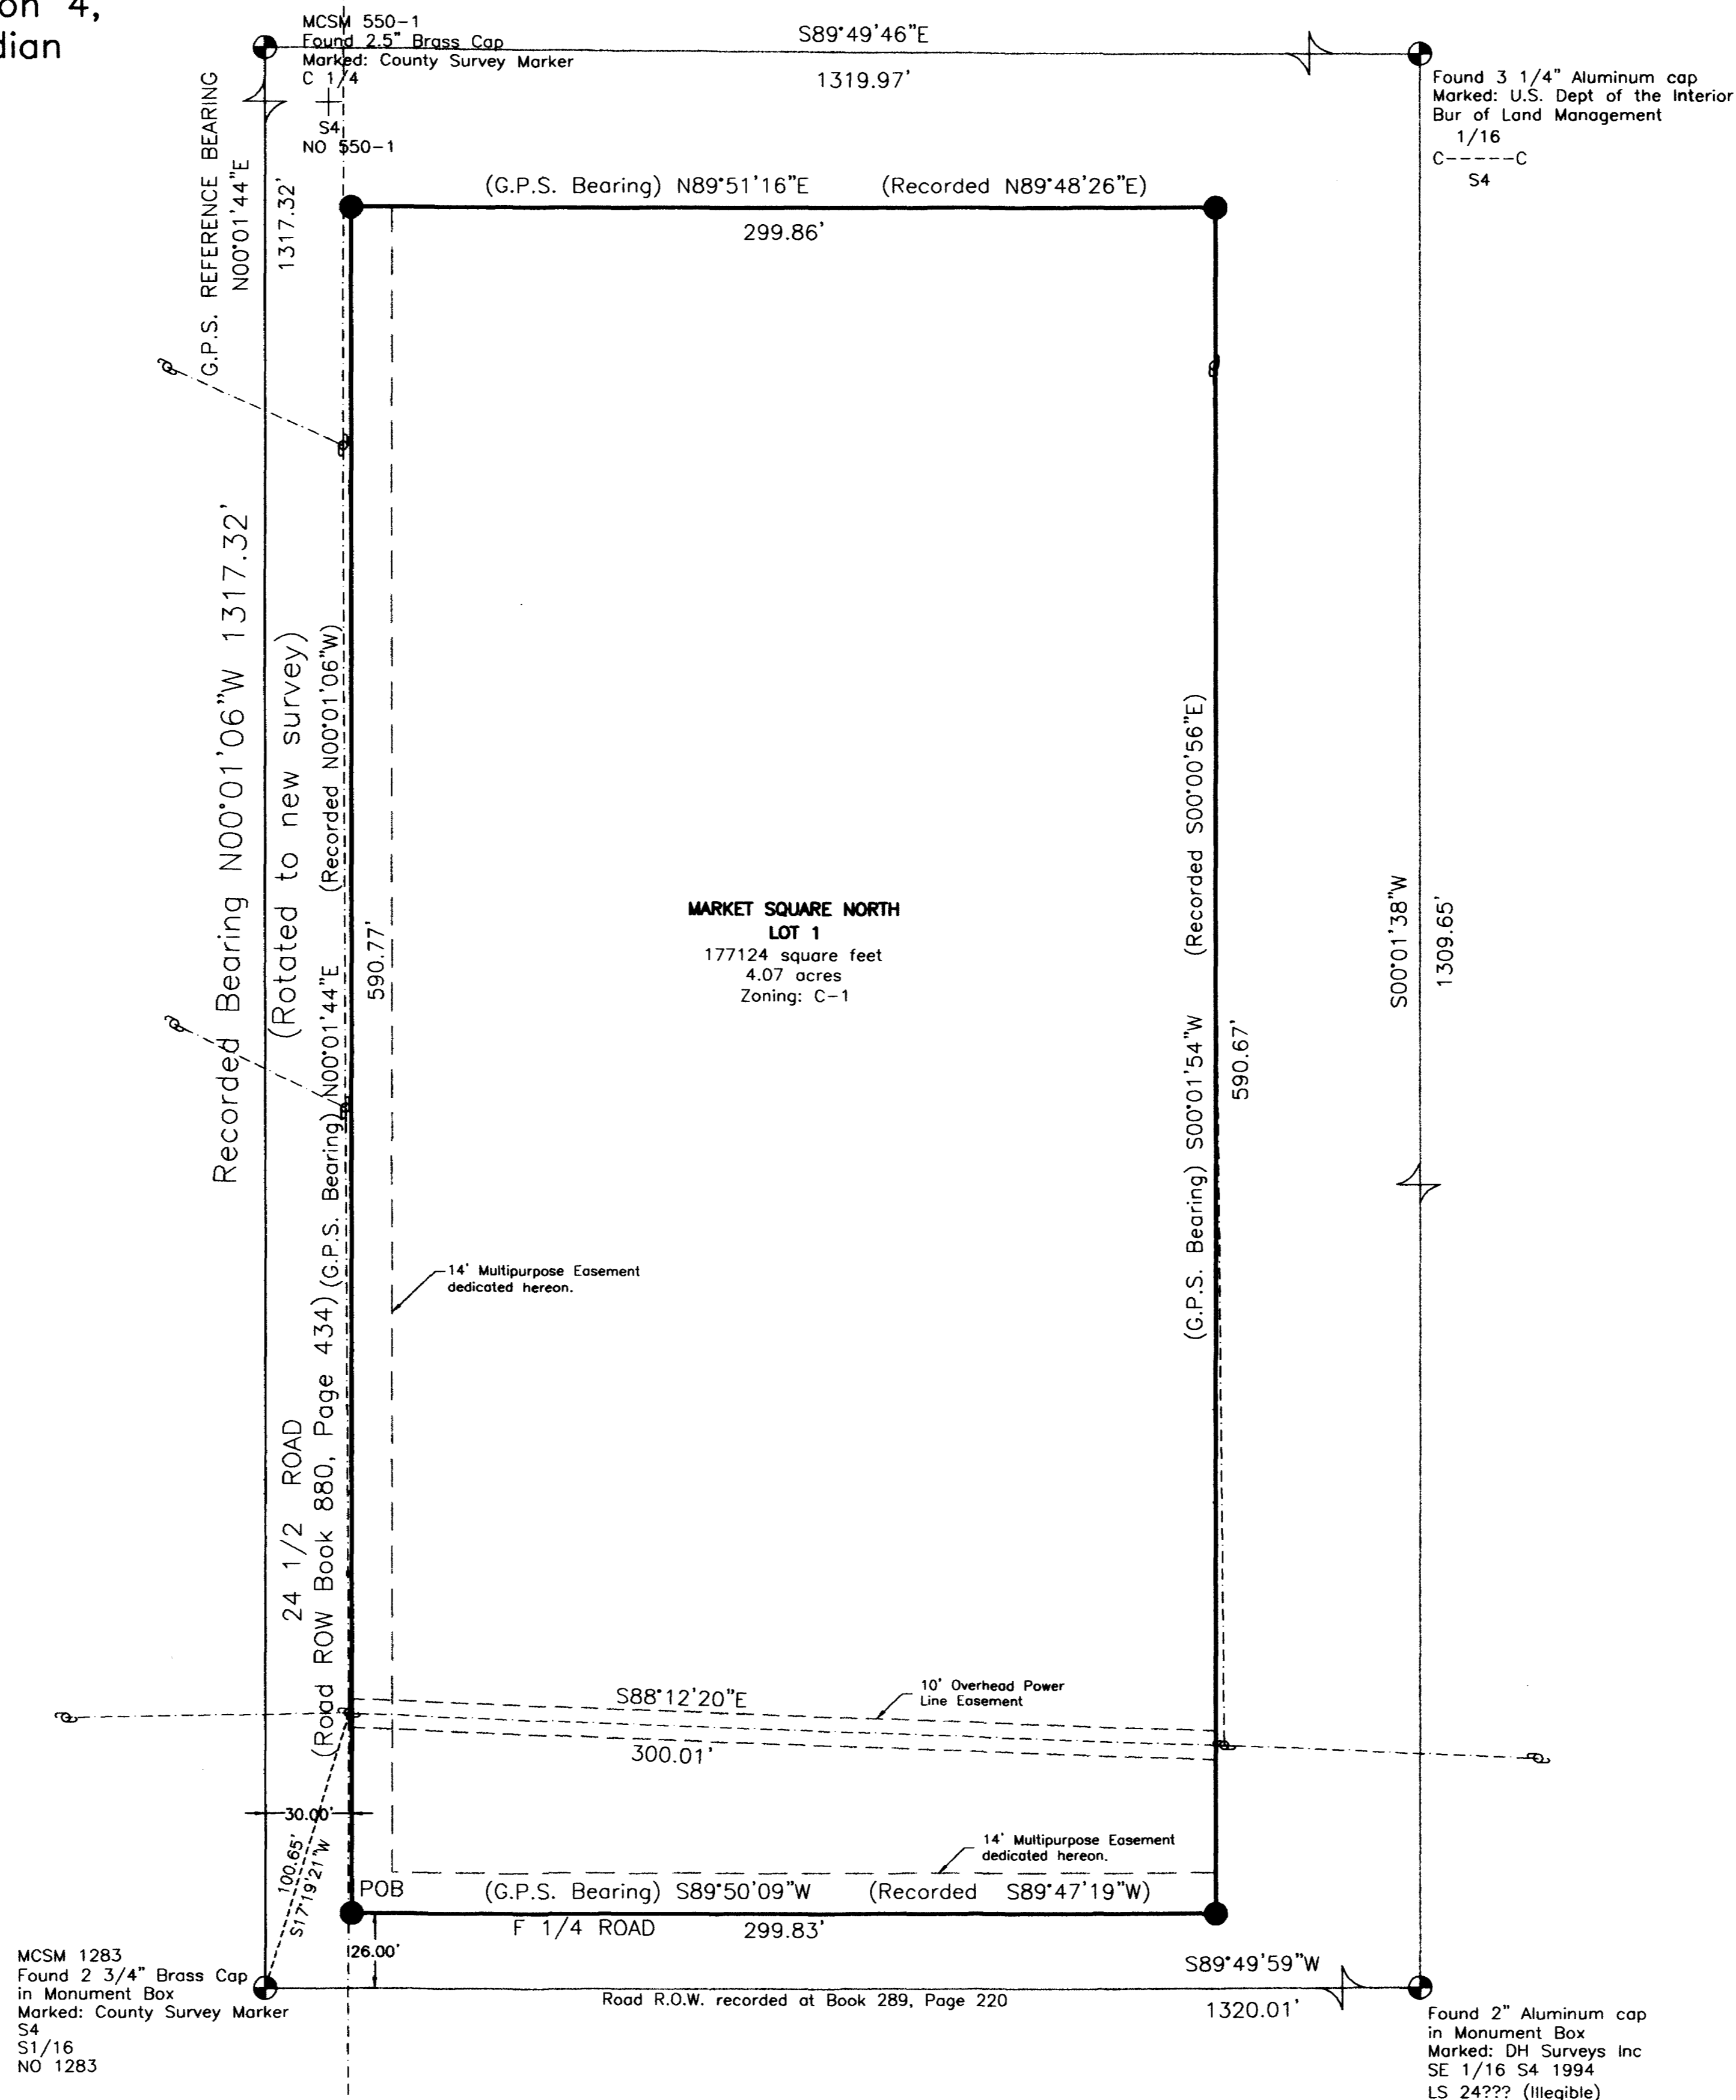 on 4,
dian
MCSM 550-1
Found 2.5" Brass Cap
Marked: County Survey Marker
C 1/4
S4
NO 550-1
S89°49'46"E
1319.97'
Found 3 1/4" Aluminum cap
Marked: U.S. Dept of the Interior
Bur of Land Management
1/16
C-----C
S4
G.P.S. REFERENCE BEARING
N00°01'44"E
1317.32'
(G.P.S. Bearing) N89°51'16"E (Recorded N89°48'26"E)
299.86'
Recorded Bearing N00°01'06"W 1317.32'
(Rotated to new survey)
(G.P.S. Bearing) N00°01'44"E (Recorded N00°01'06"W)
590.77'
MARKET SQUARE NORTH
LOT 1
177124 square feet
4.07 acres
Zoning: C-1
(G.P.S. Bearing) S00°01'54"W (Recorded S00°00'56"E)
590.67'
S00°01'38"W
1309.65'
14' Multipurpose Easement
dedicated hereon.
24 1/2 ROAD
(Road ROW Book 880, Page 434)
S88°12'20"E
300.01'
10' Overhead Power
Line Easement
30.00'
100.65'
S17°19'21"W
14' Multipurpose Easement
dedicated hereon.
POB
(G.P.S. Bearing) S89°50'09"W (Recorded S89°47'19"W)
F 1/4 ROAD
299.83'
26.00'
S89°49'59"W
1320.01'
Road R.O.W. recorded at Book 289, Page 220
MCSM 1283
Found 2 3/4" Brass Cap
in Monument Box
Marked: County Survey Marker
S4
S1/16
NO 1283
Found 2" Aluminum cap
in Monument Box
Marked: DH Surveys Inc
SE 1/16 S4 1994
LS 24??? (Illegible)